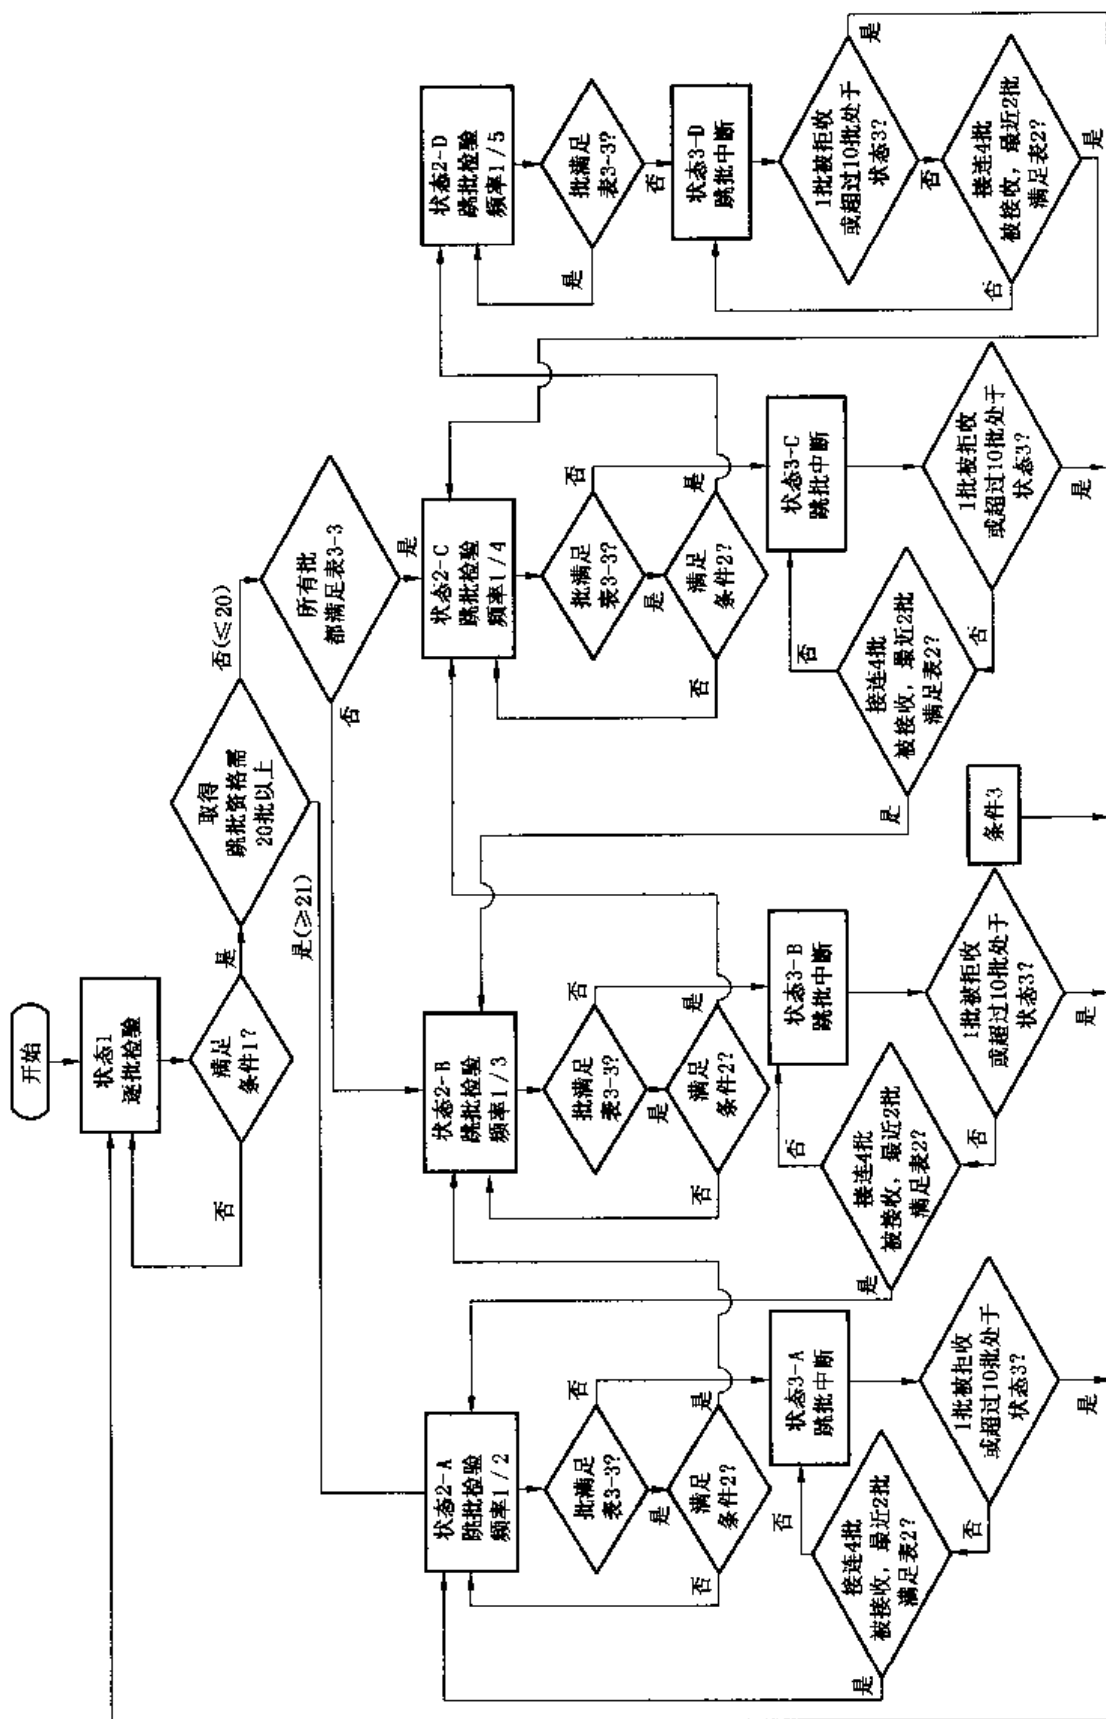 开始
状态1
逐批检验
满足
条件1?
否
是
取得
跳批资格需
20批以上
是(≥21)
否(≤20)
所有批
都满足表3-3
否
是
状态2-A
跳批检验
频率1/2
批满足
表3-3?
否
是
满足
条件2?
否
是
状态3-A
跳批中断
1批被拒收
或超过10批处于
状态3?
否
是
接连4批
被接收，最近2批
满足表2?
否
是
状态2-B
跳批检验
频率1/3
批满足
表3-3?
否
是
满足
条件2?
否
是
状态3-B
跳批中断
1批被拒收
或超过10批处于
状态3?
否
是
接连4批
被接收，最近2批
满足表2?
否
是
条件3
状态2-C
跳批检验
频率1/4
批满足
表3-3?
否
是
满足
条件2?
否
是
状态3-C
跳批中断
1批被拒收
或超过10批处于
状态3?
否
是
接连4批
被接收，最近2批
满足表2?
否
是
状态2-D
跳批检验
频率1/5
批满足
表3-3?
是
否
状态3-D
跳批中断
1批被拒收
或超过10批处于
状态3?
是
否
接连4批
被接收，最近2批
满足表2?
否
是